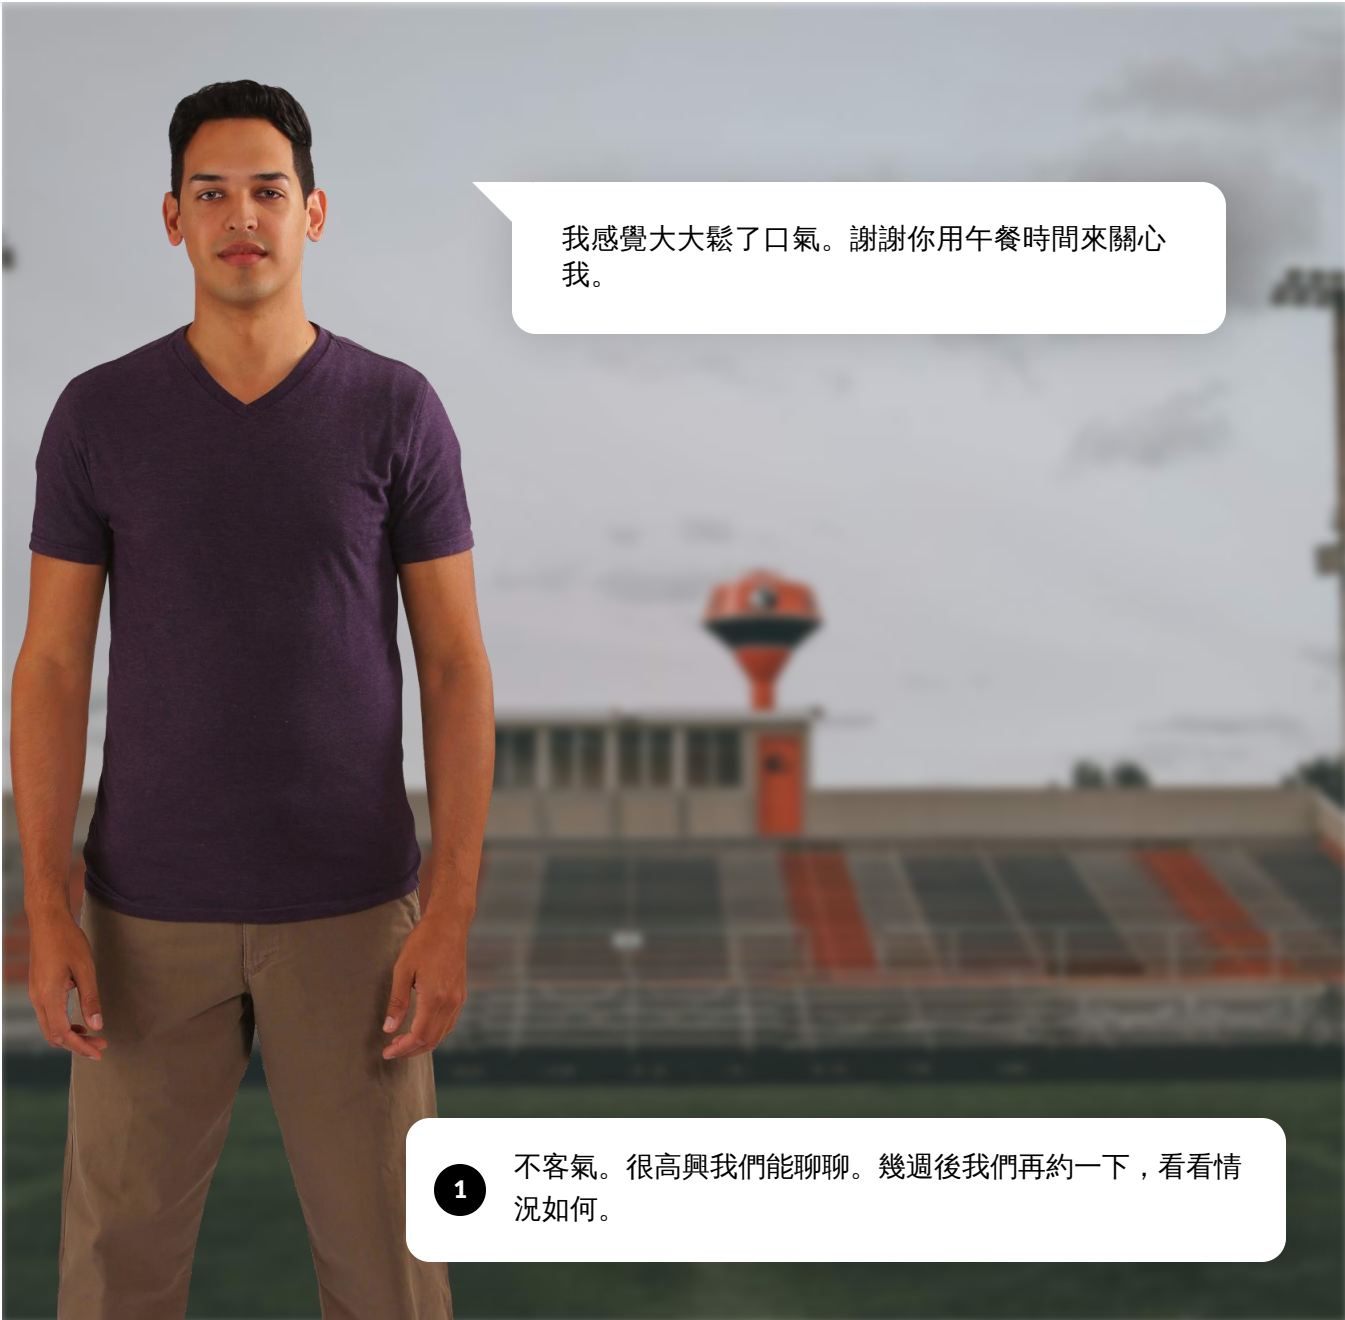 我感覺大大鬆了口氣。謝謝你用午餐時間來關心
我。
1
不客氣。很高興我們能聊聊。幾週後我們再約一下，看看情
況如何。